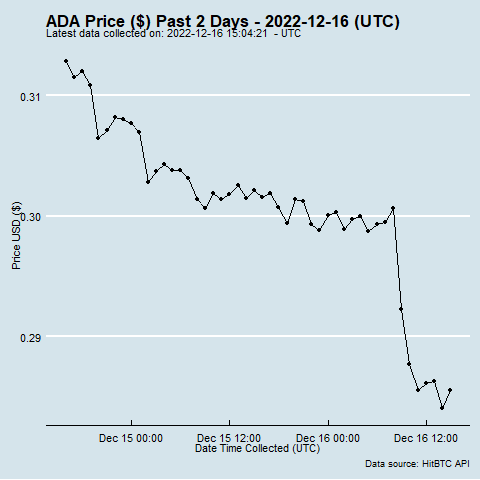 ADA Price ($) Past 2 Days - 2022-12-16 (UTC)
Latest data collected on: 2022-12-16 15:04:21  - UTC
0.31
0.30
0.29
Price USD ($)
Dec 15 00:00 Dec 15 12:00 Dec 16 00:00 Dec 16 12:00
Date Time Collected (UTC)
Data source: HitBTC API